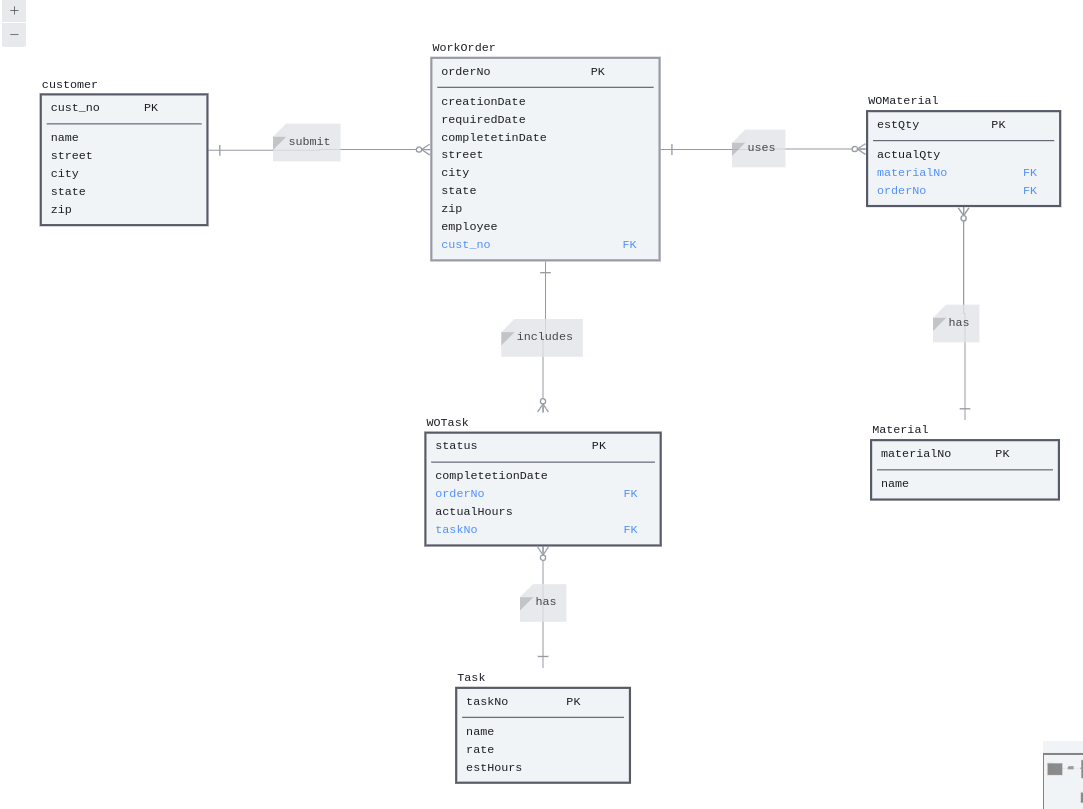 +
−
customer
cust_no PK
name
street
city
state
zip
submit
WorkOrder
orderNo PK
creationDate
requiredDate
completetinDate
street
city
state
zip
employee
cust_no FK
uses
WOMaterial
estQty PK
actualQty
materialNo FK
orderNo FK
includes
has
WOTask
status PK
completetionDate
orderNo FK
actualHours
taskNo FK
Material
materialNo PK
name
has
Task
taskNo PK
name
rate
estHours